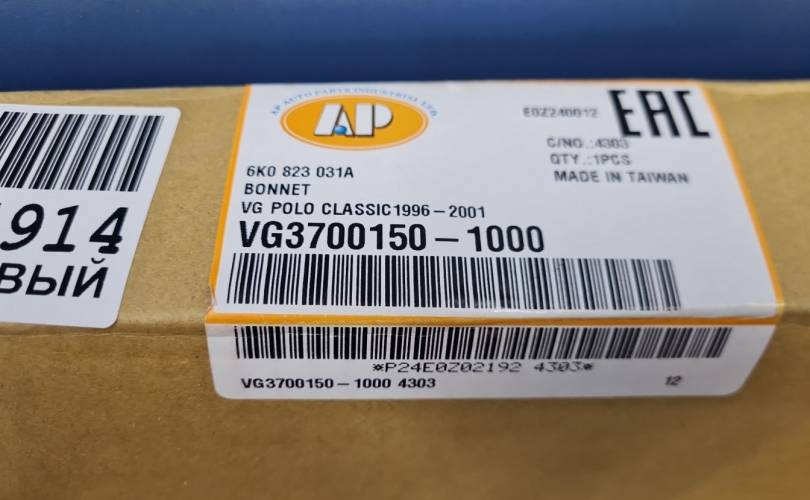 914
ВЫЙ
AP AUTO PARTS INDUSTRIAL LTD
AP
E0Z240012
EAC
C/NO.:4303
QTY.:1PCS
MADE IN TAIWAN
6K0 823 031A
BONNET
VG POLO CLASSIC1996-2001
VG3700150-1000
*P24E0Z02192 4303*
VG3700150-1000 4303
12